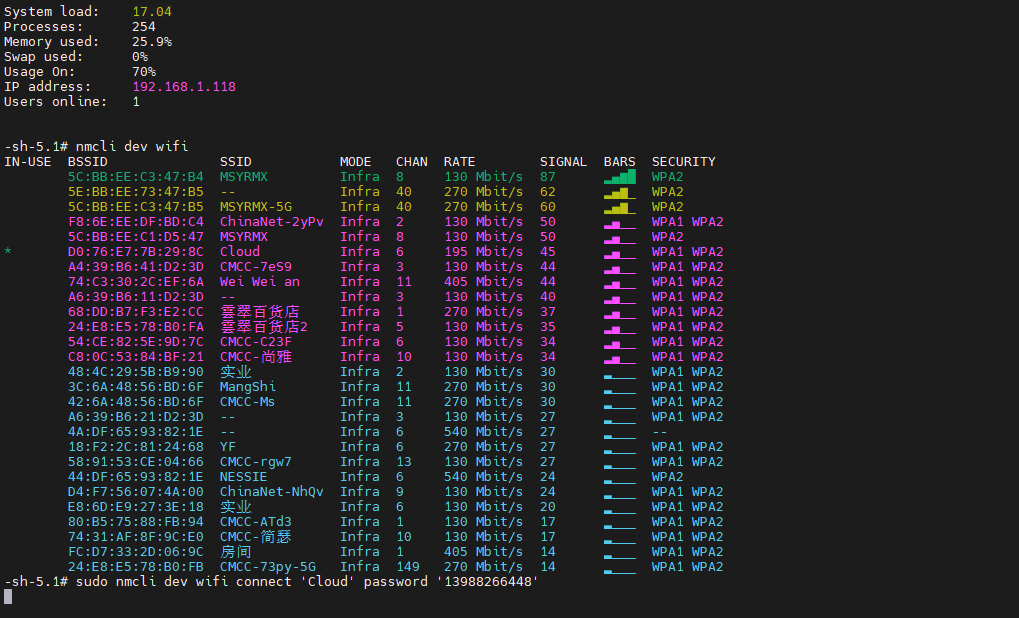 System load:    17.04
Processes:      254
Memory used:    25.9%
Swap used:      0%
Usage On:       70%
IP address:     192.168.1.118
Users online:   1
-sh-5.1# nmcli dev wifi
IN-USE  BSSID              SSID           MODE   CHAN  RATE        SIGNAL  BARS  SECURITY
        5C:BB:EE:C3:47:B4  MSYRMX         Infra  8     130 Mbit/s  87      ▂▄▆█  WPA2
        5E:BB:EE:73:47:B5  --             Infra  40    270 Mbit/s  62      ▂▄▆_  WPA2
        5C:BB:EE:C3:47:B5  MSYRMX-5G      Infra  40    270 Mbit/s  60      ▂▄▆_  WPA2
        F8:6E:EE:DF:BD:C4  ChinaNet-2yPv  Infra  2     130 Mbit/s  50      ▂▄__  WPA1 WPA2
        5C:BB:EE:C1:D5:47  MSYRMX         Infra  8     130 Mbit/s  50      ▂▄__  WPA2
*       D0:76:E7:7B:29:8C  Cloud          Infra  6     195 Mbit/s  45      ▂▄__  WPA1 WPA2
        A4:39:B6:41:D2:3D  CMCC-7eS9      Infra  3     130 Mbit/s  44      ▂▄__  WPA1 WPA2
        74:C3:30:2C:EF:6A  Wei Wei an     Infra  11    405 Mbit/s  44      ▂▄__  WPA1 WPA2
        A6:39:B6:11:D2:3D  --             Infra  3     130 Mbit/s  40      ▂▄__  WPA1 WPA2
        68:DD:B7:F3:E2:CC  雲翠百货店     Infra  1     270 Mbit/s  37      ▂▄__  WPA1 WPA2
        24:E8:E5:78:B0:FA  雲翠百货店2    Infra  5     130 Mbit/s  35      ▂▄__  WPA1 WPA2
        54:CE:82:5E:9D:7C  CMCC-C23F      Infra  6     130 Mbit/s  34      ▂▄__  WPA1 WPA2
        C8:0C:53:84:BF:21  CMCC-尚雅      Infra  10    130 Mbit/s  34      ▂▄__  WPA1 WPA2
        48:4C:29:5B:B9:90  实业           Infra  2     130 Mbit/s  30      ▂___  WPA1 WPA2
        3C:6A:48:56:BD:6F  MangShi        Infra  11    270 Mbit/s  30      ▂___  WPA1 WPA2
        42:6A:48:56:BD:6F  CMCC-Ms        Infra  11    270 Mbit/s  30      ▂___  WPA1 WPA2
        A6:39:B6:21:D2:3D  --             Infra  3     130 Mbit/s  27      ▂___  WPA1 WPA2
        4A:DF:65:93:82:1E  --             Infra  6     540 Mbit/s  27      ▂___  --
        18:F2:2C:81:24:68  YF             Infra  6     270 Mbit/s  27      ▂___  WPA1 WPA2
        58:91:53:CE:04:66  CMCC-rgw7      Infra  13    130 Mbit/s  27      ▂___  WPA1 WPA2
        44:DF:65:93:82:1E  NESSIE         Infra  6     540 Mbit/s  24      ▂___  WPA2
        D4:F7:56:07:4A:00  ChinaNet-NhQv  Infra  9     130 Mbit/s  24      ▂___  WPA1 WPA2
        E8:6D:E9:27:3E:18  实业           Infra  6     130 Mbit/s  20      ▂___  WPA1 WPA2
        80:B5:75:88:FB:94  CMCC-ATd3      Infra  1     130 Mbit/s  17      ▂___  WPA1 WPA2
        74:31:AF:8F:9C:E0  CMCC-简瑟      Infra  10    130 Mbit/s  17      ▂___  WPA1 WPA2
        FC:D7:33:2D:06:9C  房间           Infra  1     405 Mbit/s  14      ▂___  WPA1 WPA2
        24:E8:E5:78:B0:FB  CMCC-73py-5G   Infra  149   270 Mbit/s  14      ▂___  WPA1 WPA2
-sh-5.1# sudo nmcli dev wifi connect 'Cloud' password '13988266448'